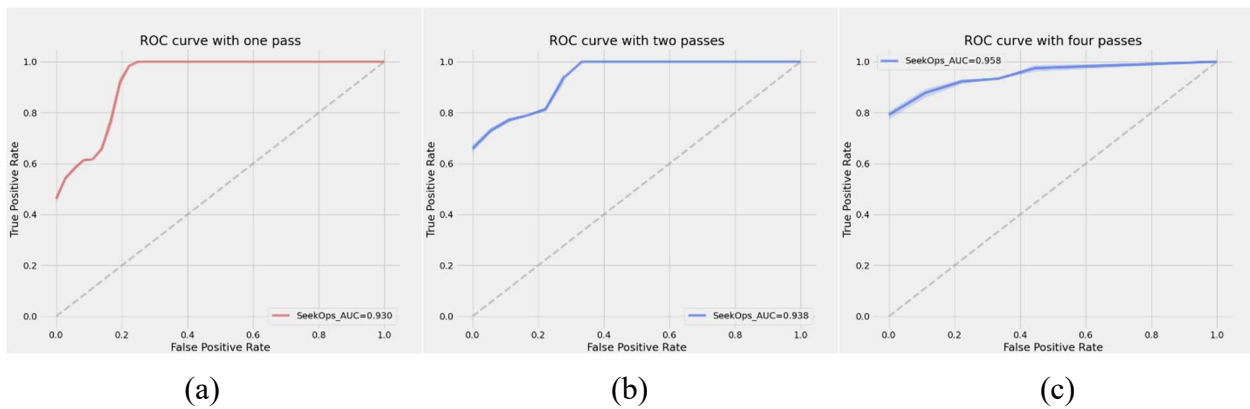 ROC curve with one pass
True Positive Rate
1.0
0.8
0.6
0.4
0.2
0.0
SeekOps_AUC=0.930
0.0 0.2 0.4 0.6 0.8 1.0
False Positive Rate
(a)
ROC curve with two passes
True Positive Rate
1.0
0.8
0.6
0.4
0.2
0.0
SeekOps_AUC=0.938
0.0 0.2 0.4 0.6 0.8 1.0
False Positive Rate
(b)
ROC curve with four passes
SeekOps_AUC=0.958
True Positive Rate
1.0
0.8
0.6
0.4
0.2
0.0
0.0 0.2 0.4 0.6 0.8 1.0
False Positive Rate
(c)